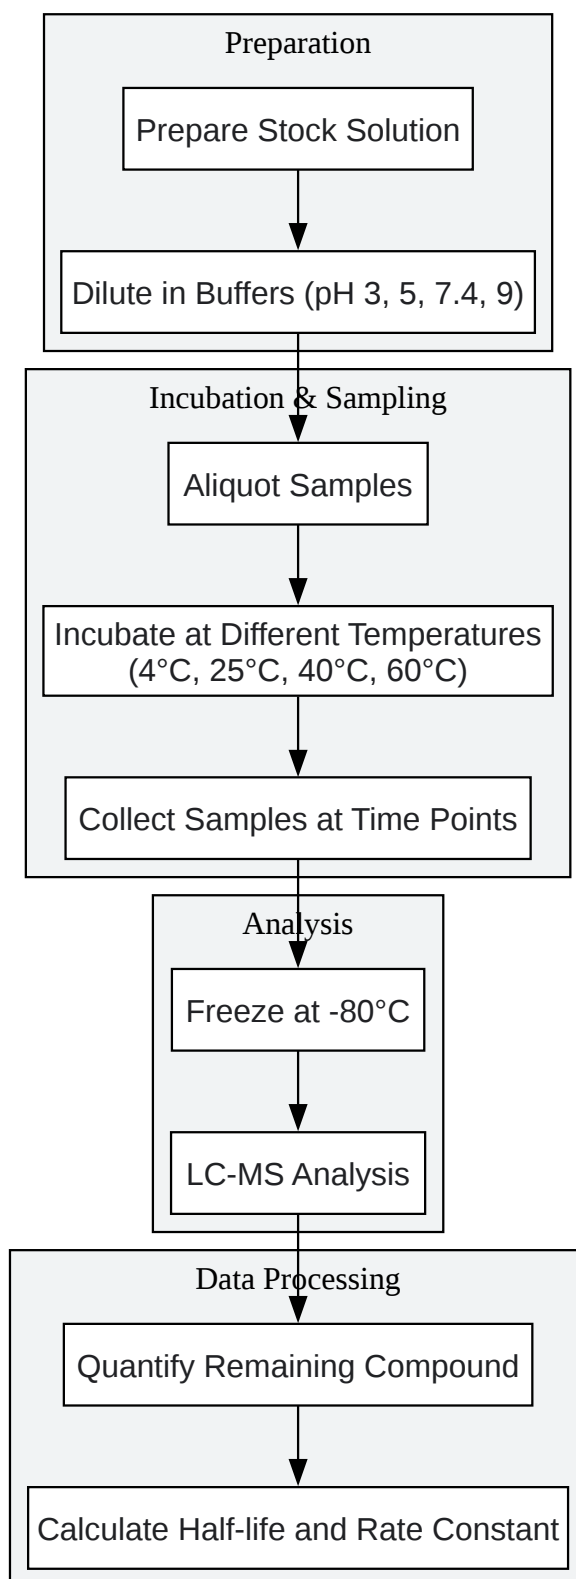 Preparation
Prepare Stock Solution
Dilute in Buffers (pH 3, 5, 7.4, 9)
Incubation & Sampling
Aliquot Samples
Incubate at Different Temperatures
(4°C, 25°C, 40°C, 60°C)
Collect Samples at Time Points
Analysis
Freeze at -80°C
LC-MS Analysis
Data Processing
Quantify Remaining Compound
Calculate Half-life and Rate Constant